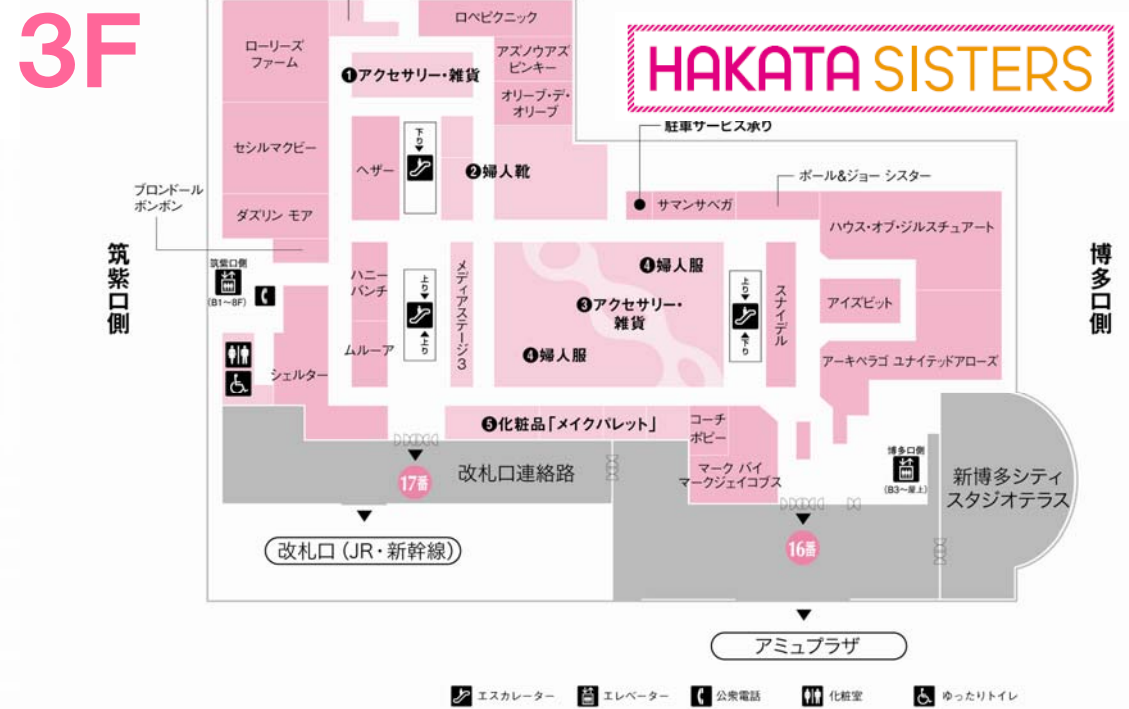 3F
HAKATA SISTERS
ロペピクニック
ローリーズ
ファーム
❶アクセサリー・雑貨
アズノウアズ
ピンキー
オリーブ・デ・
オリーブ
駐車サービス承り
下り
セシルマクビー
ヘザー
❷婦人靴
ブロンドール
ボンボン
ポール&ジョー シスター
サマンサベガ
ダズリン モア
ハウス・オブ・ジルスチュアート
筑紫口側
博多口側
筑紫口側
(B1〜8F)
ハニー
パンチ
上り
上り
メディアステージ3
❹婦人服
❸アクセサリー・
雑貨
❹婦人服
上り
下り
スナイデル
アイズビット
ムルーア
シェルター
アーキペラゴ ユナイテッドアローズ
❺化粧品「メイクパレット」
コーチ
ポピー
マーク バイ
マークジェイコブス
博多口側
(B3〜屋上)
改札口連絡路
17番
新博多シティ
スタジオテラス
改札口(JR・新幹線)
16番
アミュプラザ
エスカレーター エレベーター 公衆電話 化粧室 ゆったりトイレ